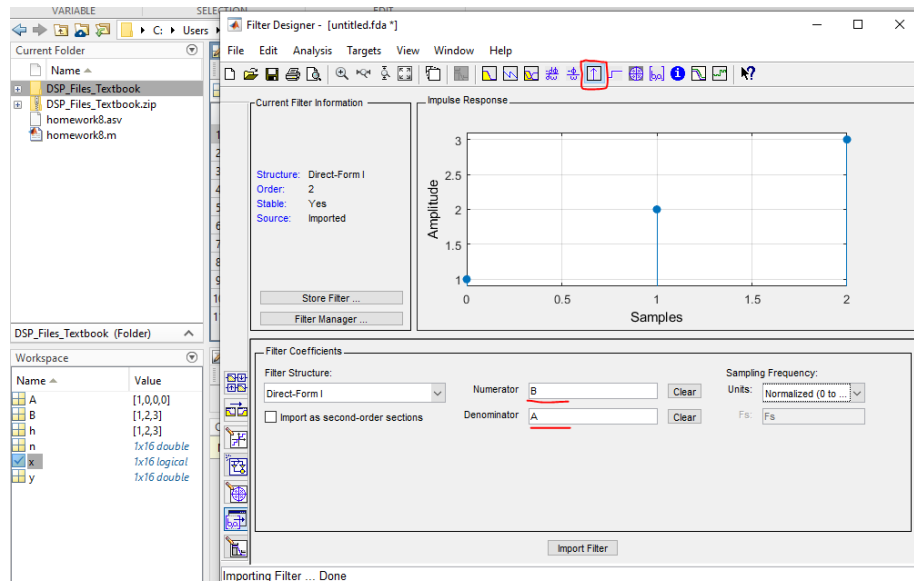 VARIABLE SELECTION EDIT
C: Users
Current Folder
Name
DSP_Files_Textbook
DSP_Files_Textbook.zip
homework8.asv
homework8.m
DSP_Files_Textbook (Folder)
Workspace
Name Value
A [1,0,0,0]
B [1,2,3]
h [1,2,3]
n 1x16 double
x 1x16 logical
y 1x16 double
Filter Designer - [untitled.fda *]
File Edit Analysis Targets View Window Help
Current Filter Information
Structure: Direct-Form I
Order: 2
Stable: Yes
Source: Imported
Store Filter ...
Filter Manager ...
Impulse Response
3
2.5
2
1.5
1
Amplitude
0 0.5 1 1.5 2
Samples
Filter Coefficients
Filter Structure:
Direct-Form I
Import as second-order sections
Numerator B Clear
Denominator A Clear
Sampling Frequency:
Units: Normalized (0 to ...
Fs: Fs
Import Filter
Importing Filter ... Done